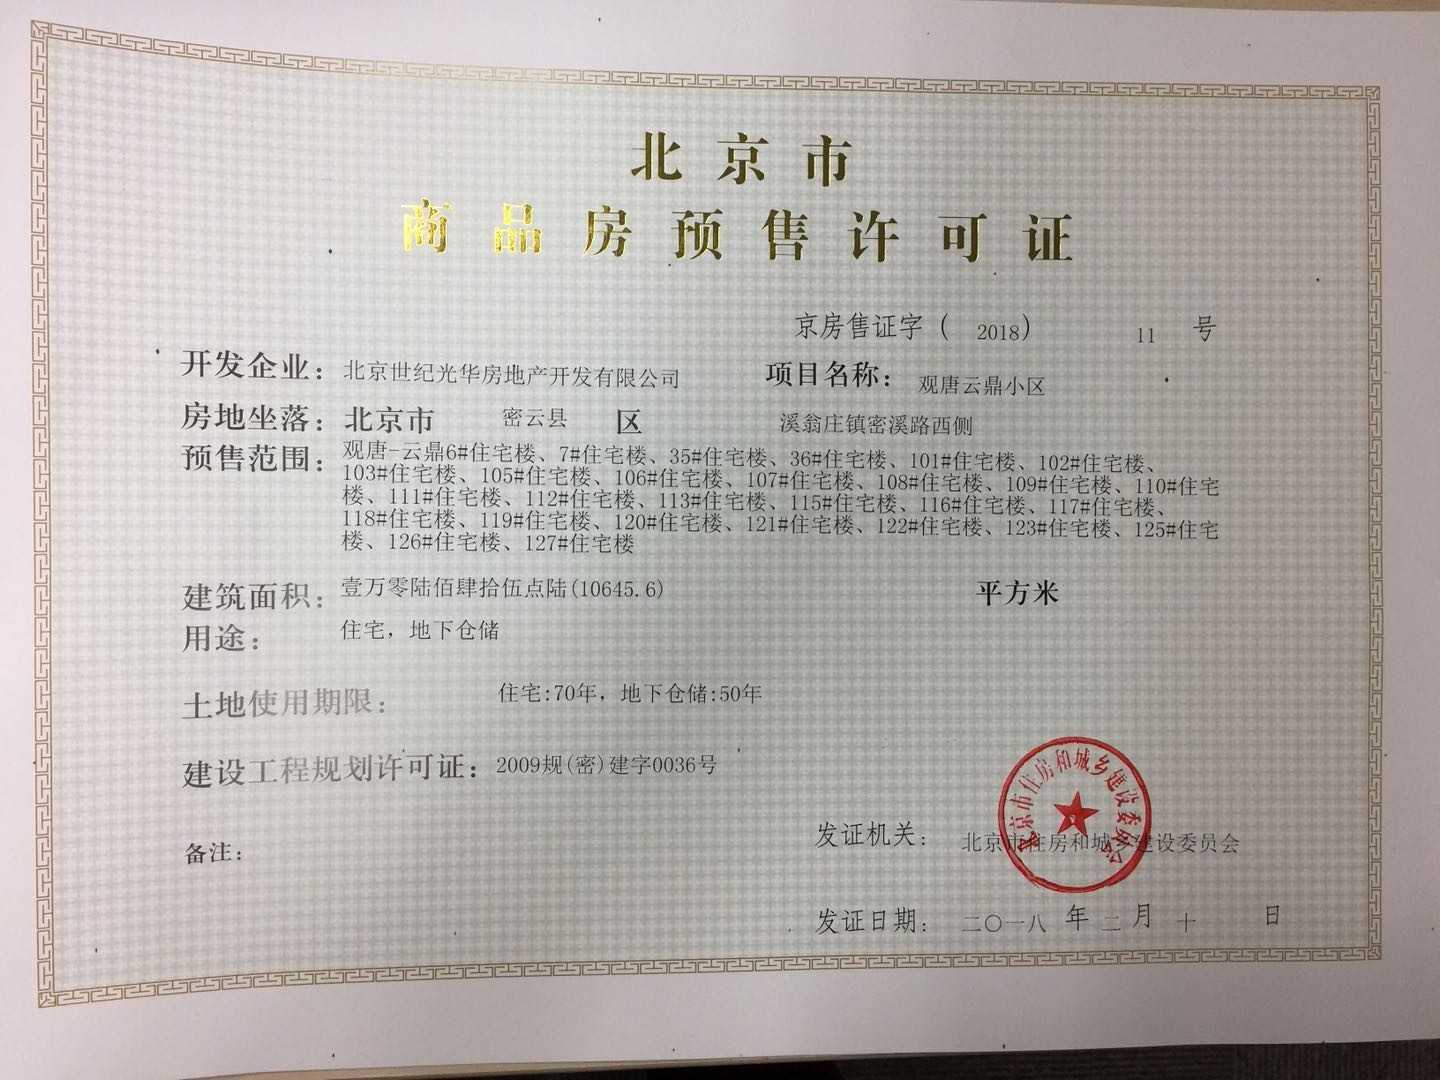 北京市
商品房预售许可证
京房售证字（2018）11号
开发企业：北京世纪光华房地产开发有限公司 项目名称：观唐云鼎小区
房地坐落：北京市 密云县 区 溪翁庄镇密溪路西侧
预售范围：观唐-云鼎6#住宅楼、7#住宅楼、35#住宅楼、36#住宅楼、101#住宅楼、102#住宅楼、
103#住宅楼、105#住宅楼、106#住宅楼、107#住宅楼、108#住宅楼、109#住宅楼、110#住宅
楼、111#住宅楼、112#住宅楼、113#住宅楼、115#住宅楼、116#住宅楼、117#住宅楼、
118#住宅楼、119#住宅楼、120#住宅楼、121#住宅楼、122#住宅楼、123#住宅楼、125#住宅
楼、126#住宅楼、127#住宅楼
建筑面积：壹万零陆佰肆拾伍点陆(10645.6) 平方米
用途：住宅，地下仓储
土地使用期限：住宅:70年，地下仓储:50年
建设工程规划许可证：2009规(密)建字0036号
北京市住房和城乡建设委员会
发证机关：北京市住房和城乡建设委员会
备注：
发证日期：二〇一八年二月十日